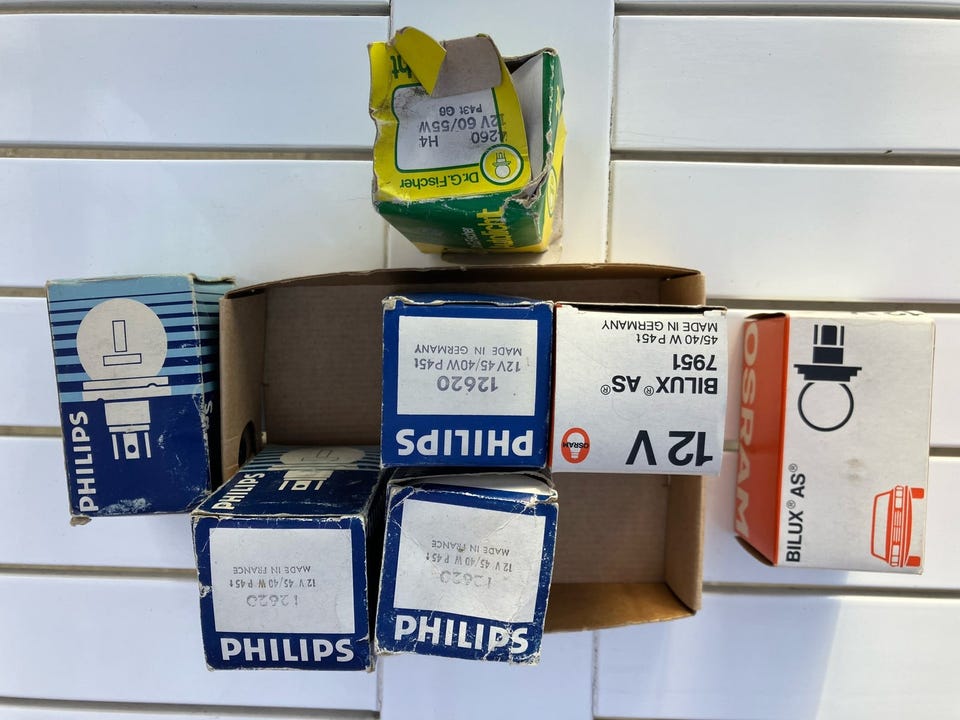 Dr.G.Fischer
4260
H4
12V 60/55W
P43t G6
PHILIPS
PHILIPS
12620
12V 45/40W P45t
MADE IN GERMANY
12 V
OSRAM
BILUX® AS®
7951
45/40 W P45t
MADE IN GERMANY
OSRAM
BILUX® AS®
PHILIPS
12620
12 V 45/40 W P45t
MADE IN FRANCE
PHILIPS
12620
12 V 45/40 W P45t
MADE IN FRANCE
PHILIPS